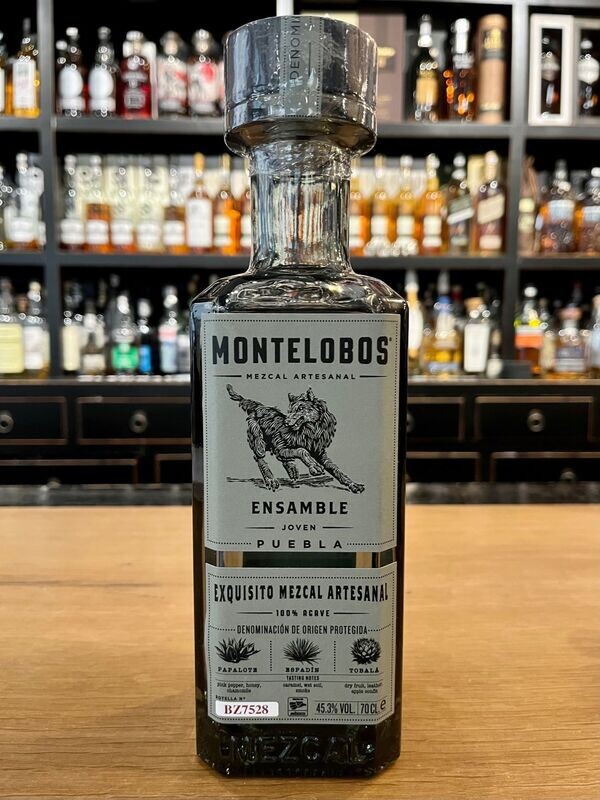 DENOMI
MONTELOBOS®
MEZCAL ARTESANAL
ENSAMBLE
JOVEN
PUEBLA
EXQUISITO MEZCAL ARTESANAL
100% AGAVE
DENOMINACIÓN DE ORIGEN PROTEGIDA
PAPALOTE ESPADÍN TOBALÁ
TASTING NOTES
pink pepper, honey, caramel, wet soil, dry fruit, leather
chamomile smoke apple confit
BOTELLA Nº
BZ7528
45.3% VOL. 70 CL e
MEZCAL